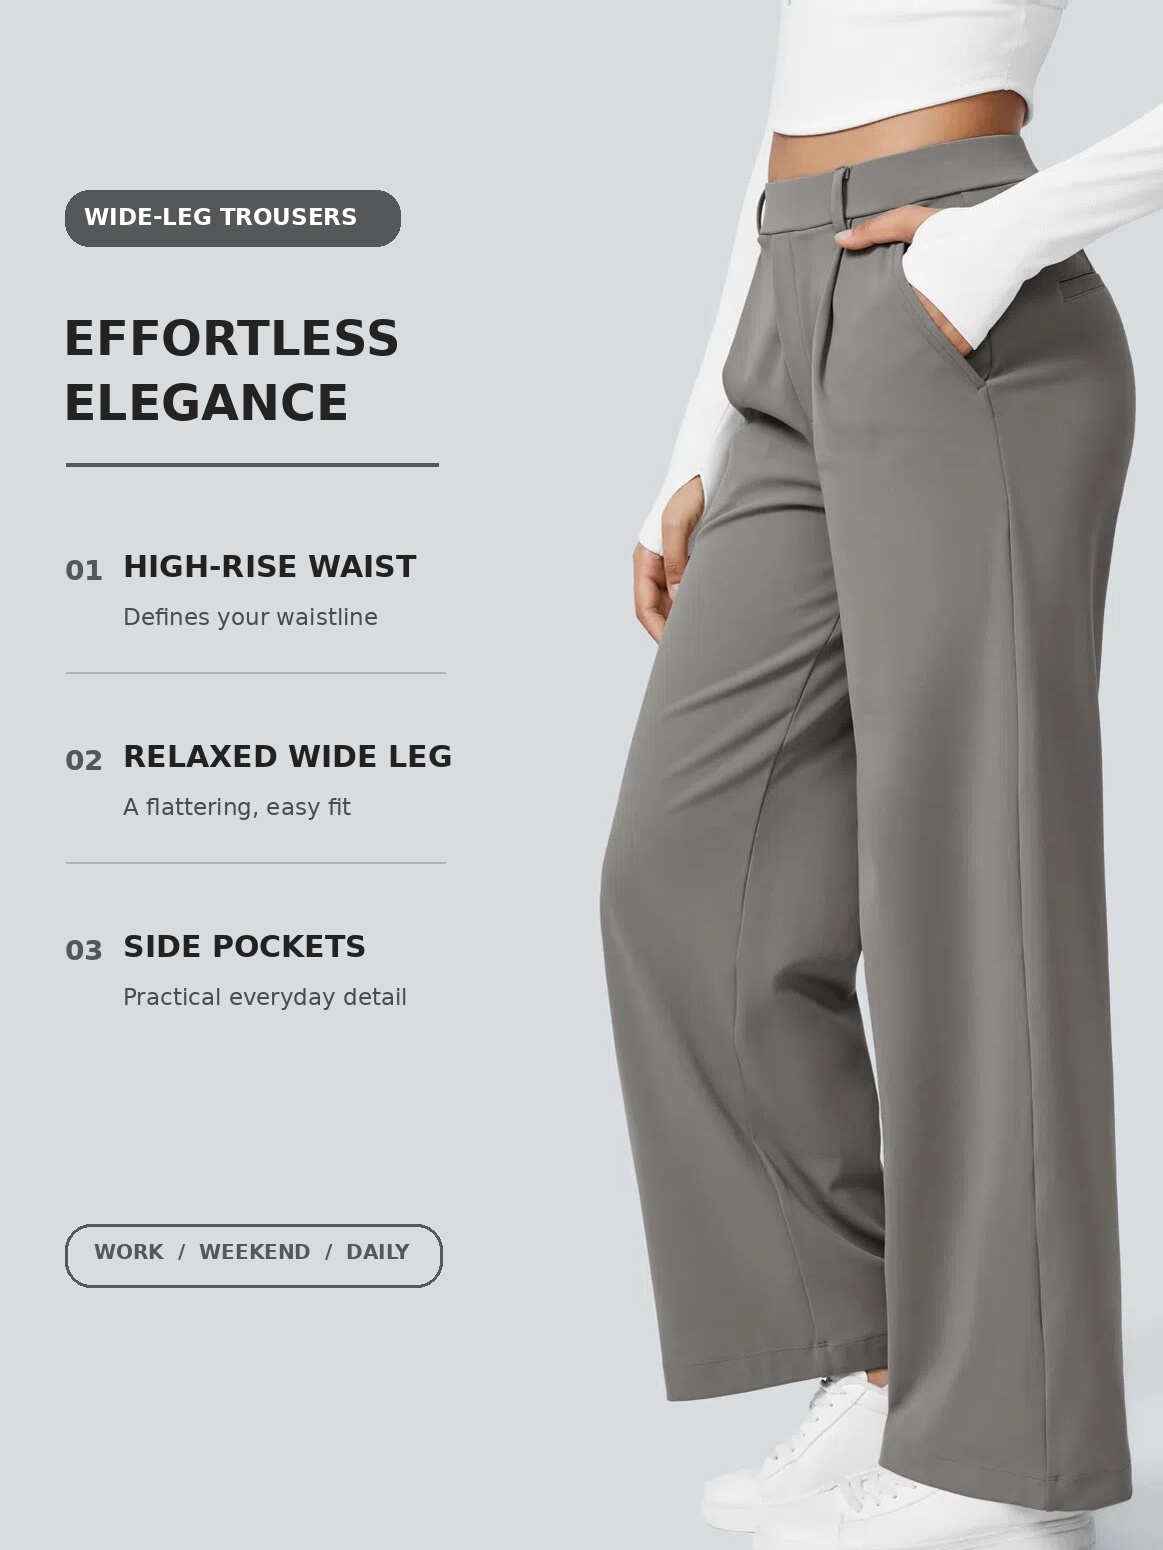 WIDE-LEG TROUSERS
EFFORTLESS
ELEGANCE
01 HIGH-RISE WAIST
Defines your waistline
02 RELAXED WIDE LEG
A flattering, easy fit
03 SIDE POCKETS
Practical everyday detail
WORK / WEEKEND / DAILY